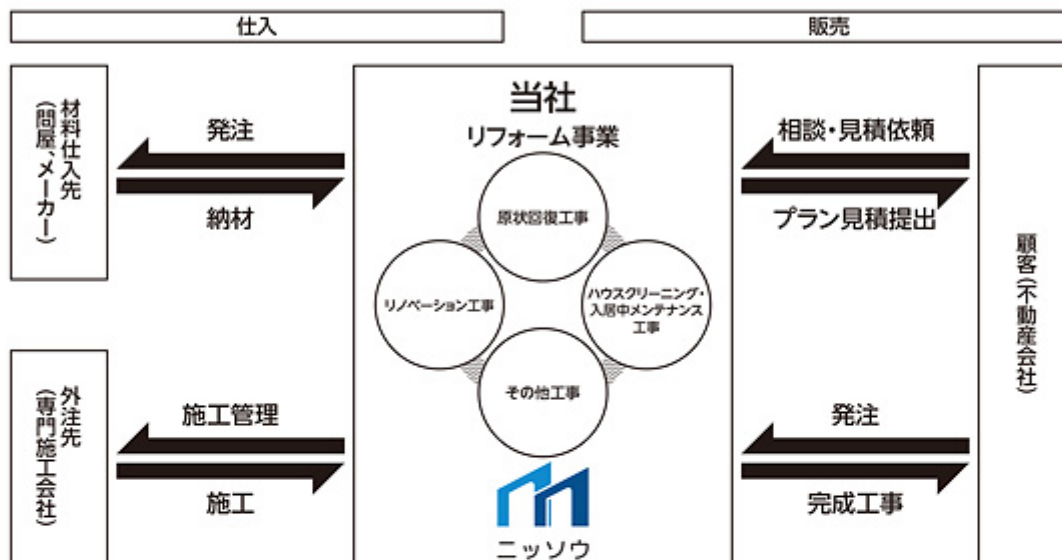 仕入
販売
材料仕入先
(問屋、メーカー)
発注
納材
当社
リフォーム事業
原状回復工事
リノベーション工事
ハウスクリーニング・
入居中メンテナンス
工事
その他工事
ニッソウ
相談・見積依頼
プラン見積提出
顧客(不動産会社)
外注先
(専門施工会社)
施工管理
施工
発注
完成工事